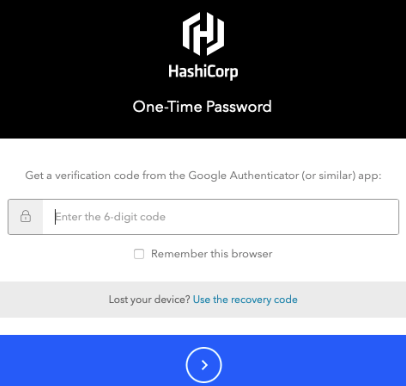 HashiCorp
One-Time Password
Get a verification code from the Google Authenticator (or similar) app:
Enter the 6-digit code
Remember this browser
Lost your device? Use the recovery code